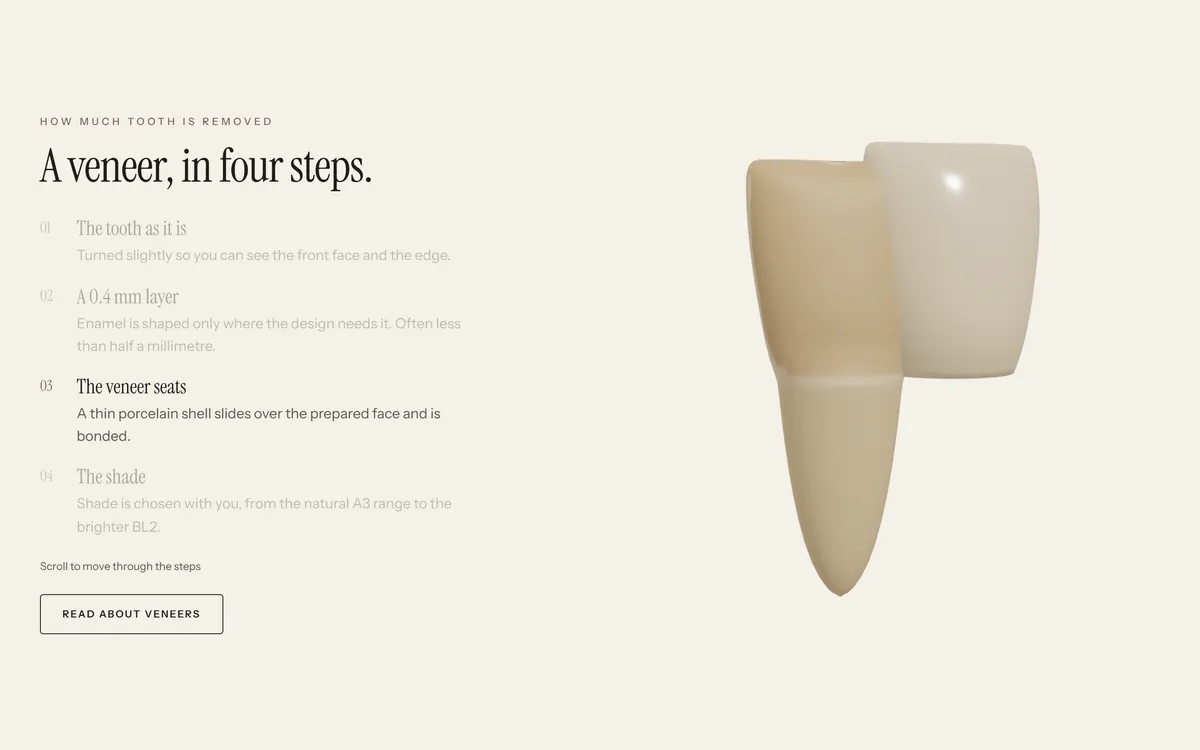 HOW MUCH TOOTH IS REMOVED
A veneer, in four steps.
01 The tooth as it is
Turned slightly so you can see the front face and the edge.
02 A 0.4 mm layer
Enamel is shaped only where the design needs it. Often less
than half a millimetre.
03 The veneer seats
A thin porcelain shell slides over the prepared face and is
bonded.
04 The shade
Shade is chosen with you, from the natural A3 range to the
brighter BL2.
Scroll to move through the steps
READ ABOUT VENEERS